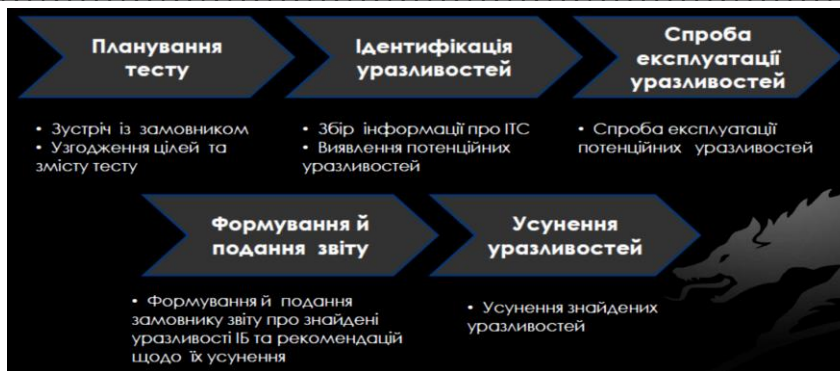 Планування
тесту
Ідентифікація
уразливостей
Спроба
експлуатації
уразливостей
• Зустріч із замовником
• Узгодження цілей та
змісту тесту
• Збір інформації про ІТС
• Виявлення потенційних
уразливостей
• Спроба експлуатації
потенційних уразливостей
Формування й
подання звіту
Усунення
уразливостей
• Формування й подання
замовнику звіту про знайдені
уразливості ІБ та рекомендацій
щодо їх усунення
• Усунення знайдених
уразливостей